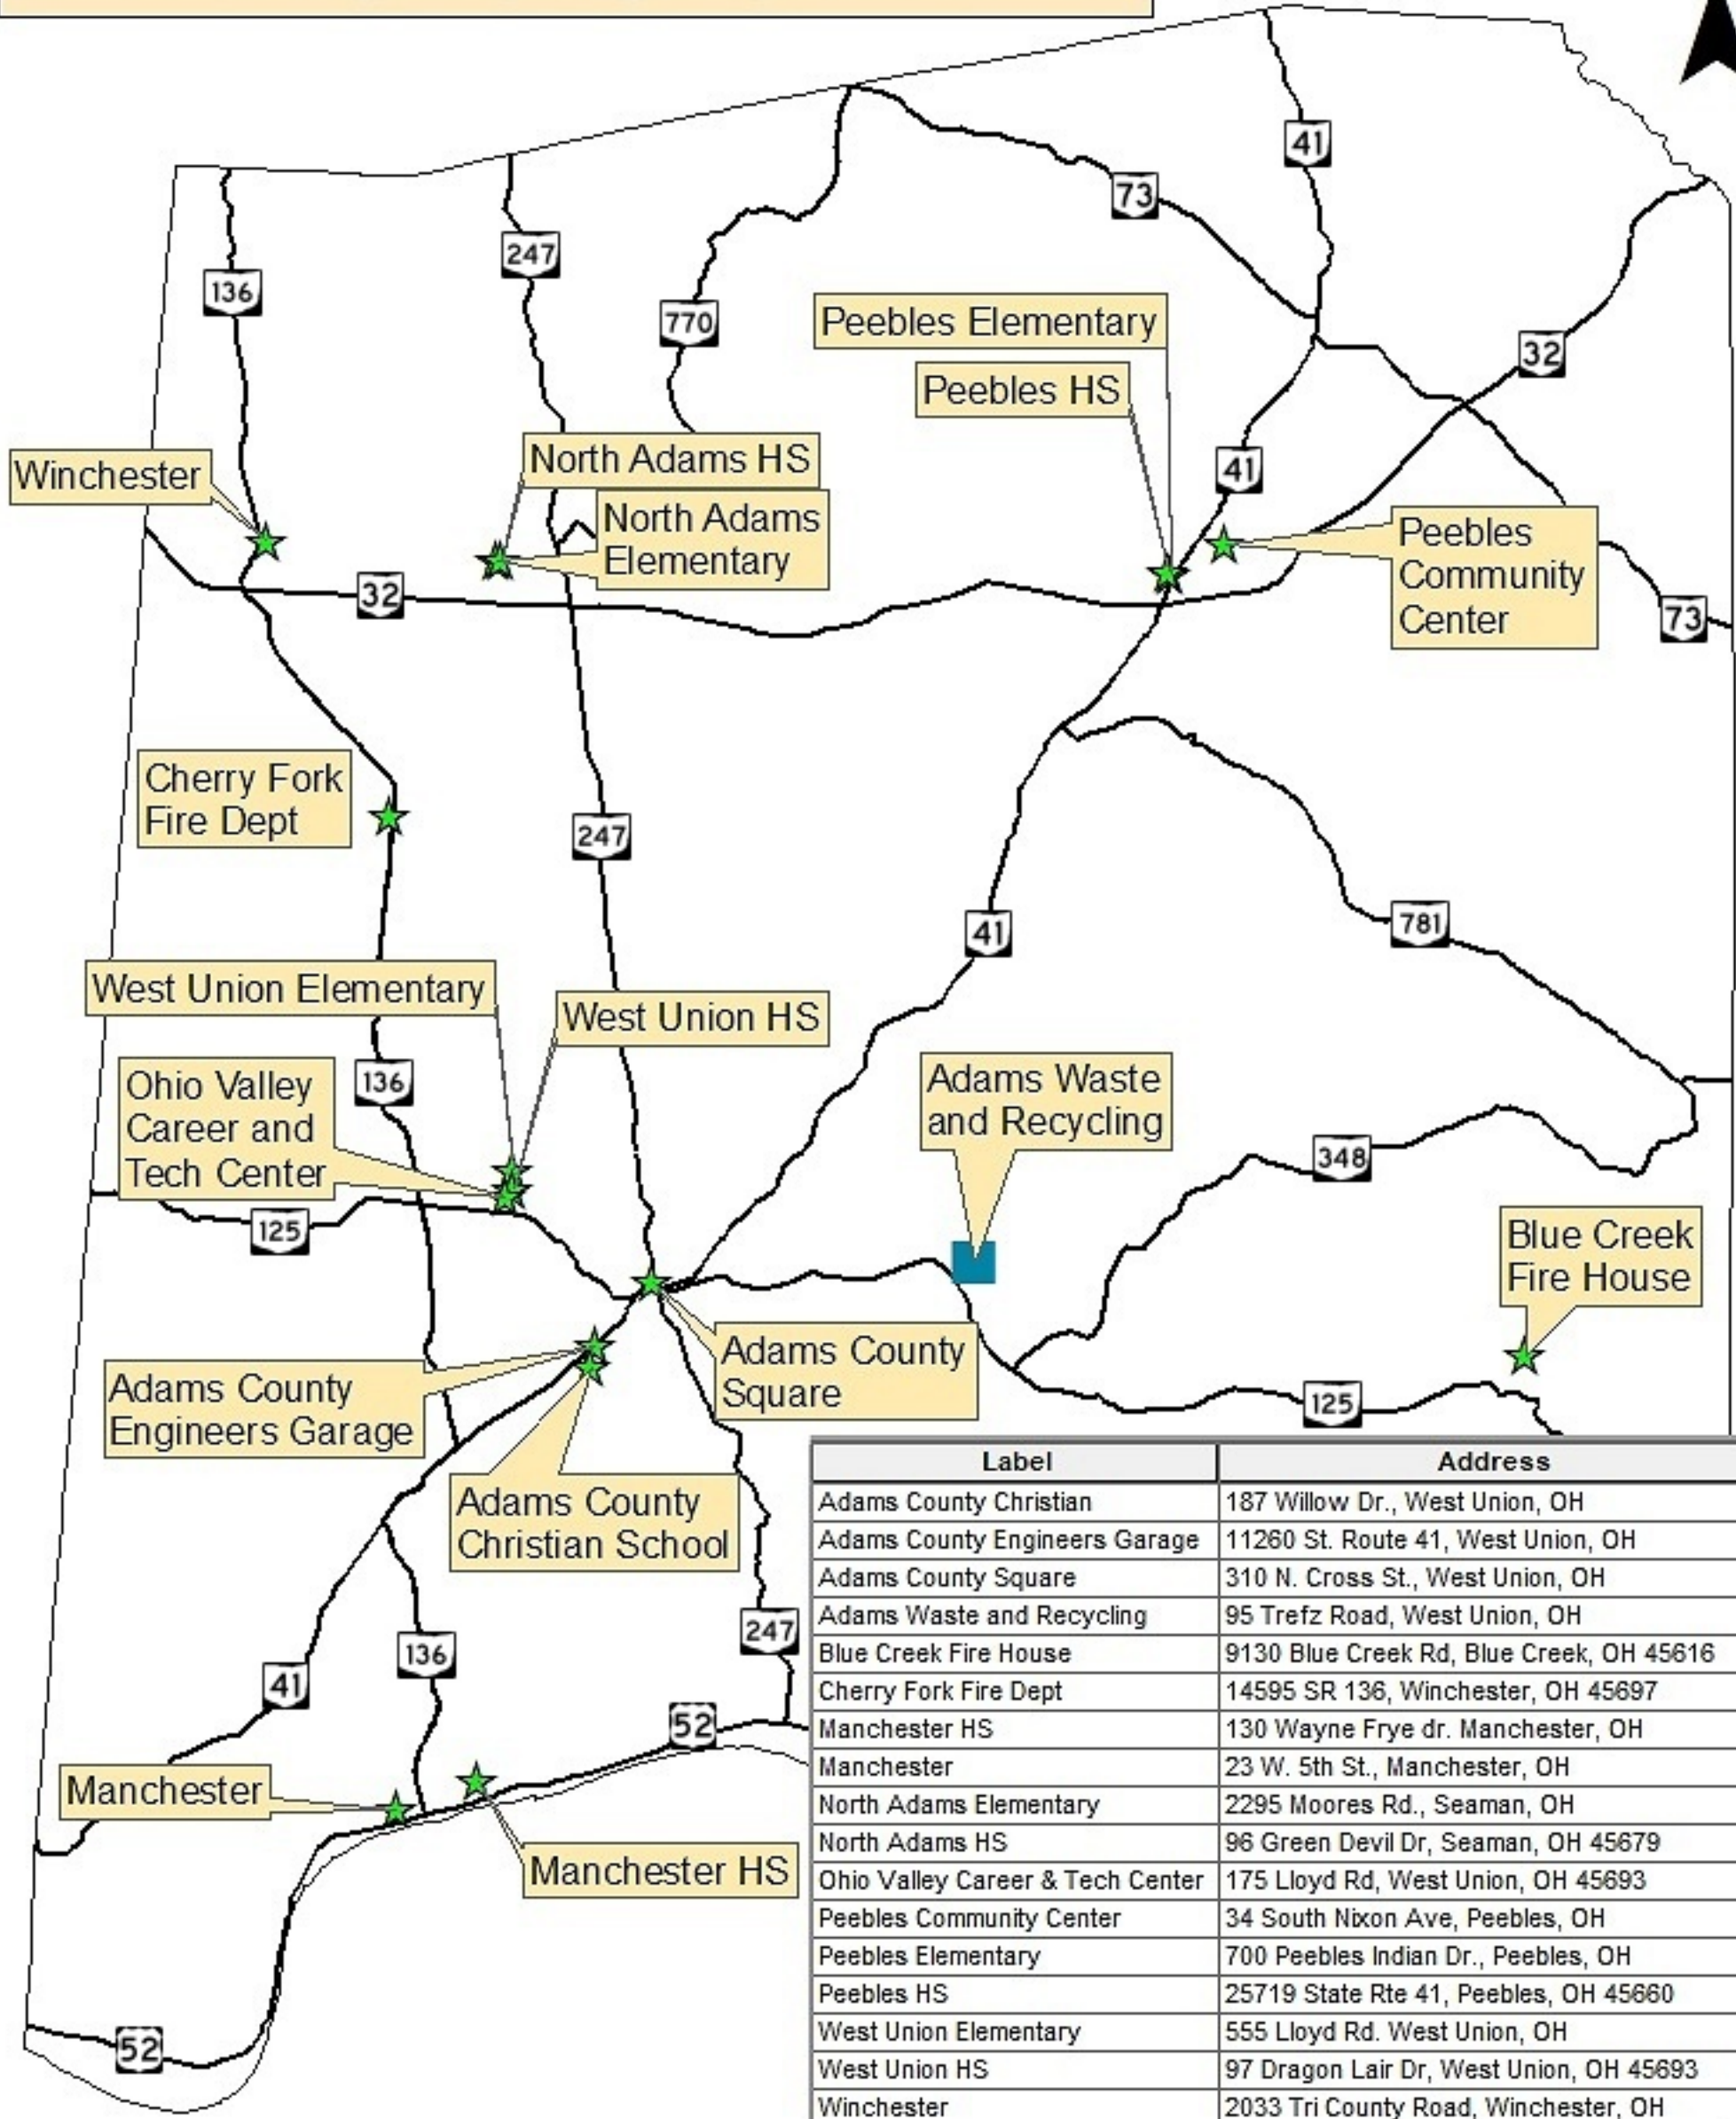 41
73
247
136
770
Peebles Elementary
32
Peebles HS
North Adams HS
41
Winchester
North Adams
Elementary
Peebles
Community
Center
32
73
Cherry Fork
Fire Dept
247
781
41
West Union Elementary
West Union HS
136
Ohio Valley
Career and
Tech Center
Adams Waste
and Recycling
348
125
Blue Creek
Fire House
Adams County
Square
Adams County
Engineers Garage
125
Adams County
Christian School
247
136
41
52
Manchester
Manchester HS
52
Label Address
Adams County Christian 187 Willow Dr., West Union, OH
Adams County Engineers Garage 11260 St. Route 41, West Union, OH
Adams County Square 310 N. Cross St., West Union, OH
Adams Waste and Recycling 95 Trefz Road, West Union, OH
Blue Creek Fire House 9130 Blue Creek Rd, Blue Creek, OH 45616
Cherry Fork Fire Dept 14595 SR 136, Winchester, OH 45697
Manchester HS 130 Wayne Frye dr. Manchester, OH
Manchester 23 W. 5th St., Manchester, OH
North Adams Elementary 2295 Moores Rd., Seaman, OH
North Adams HS 96 Green Devil Dr, Seaman, OH 45679
Ohio Valley Career & Tech Center 175 Lloyd Rd, West Union, OH 45693
Peebles Community Center 34 South Nixon Ave, Peebles, OH
Peebles Elementary 700 Peebles Indian Dr., Peebles, OH
Peebles HS 25719 State Rte 41, Peebles, OH 45660
West Union Elementary 555 Lloyd Rd. West Union, OH
West Union HS 97 Dragon Lair Dr, West Union, OH 45693
Winchester 2033 Tri County Road, Winchester, OH